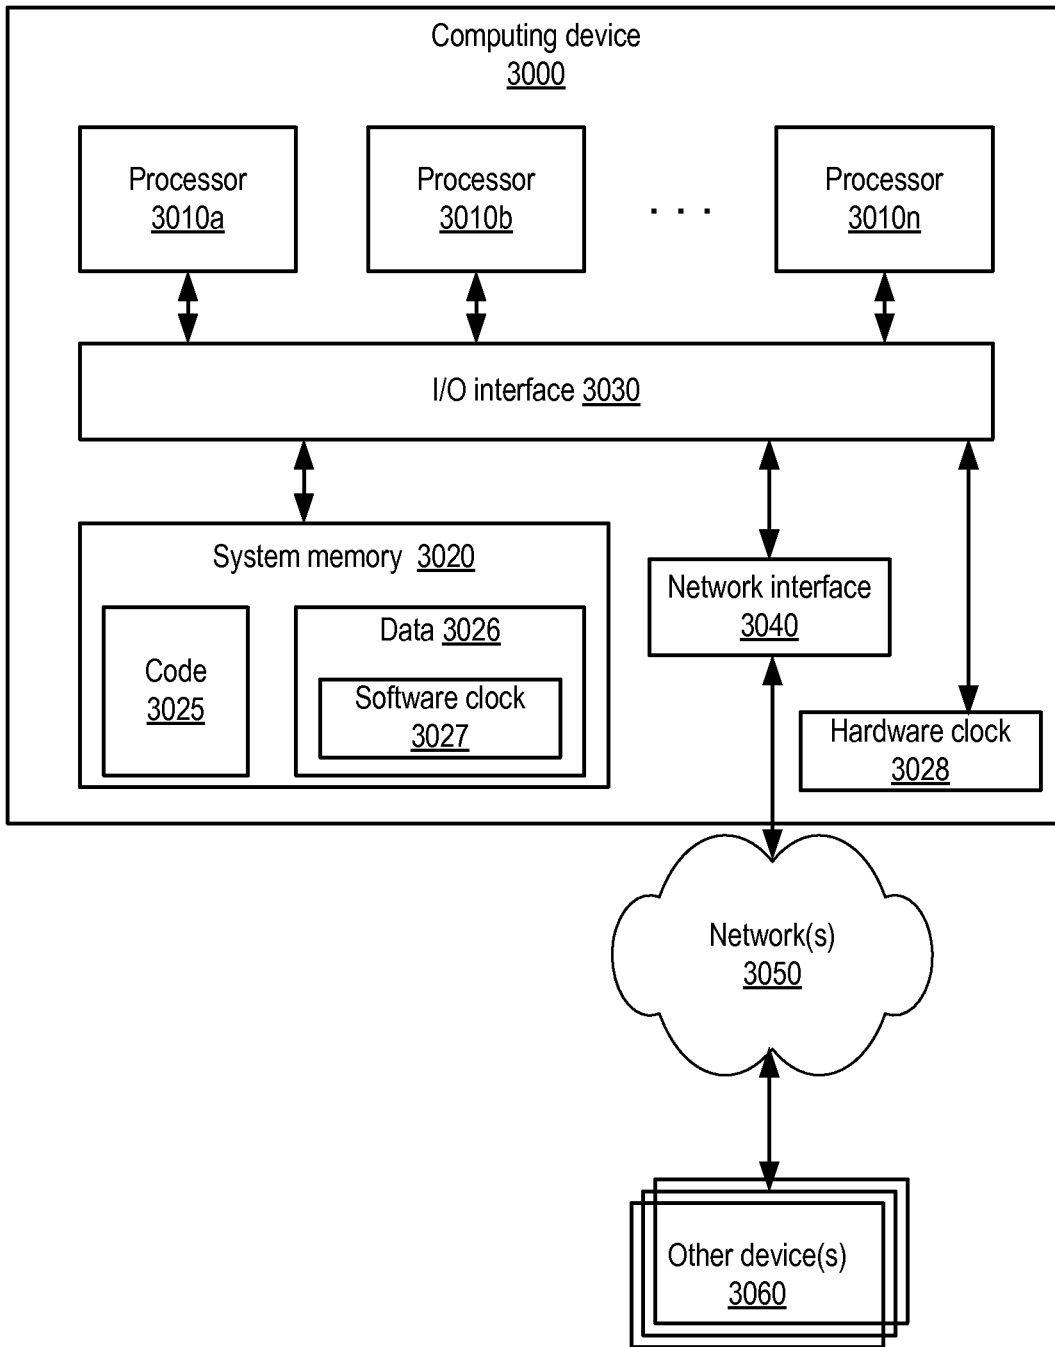 Computing device
3000
Processor
3010a
Processor
3010b
. . .
Processor
3010n
I/O interface 3030
System memory 3020
Code
3025
Data 3026
Software clock
3027
Network interface
3040
Hardware clock
3028
Network(s)
3050
Other device(s)
3060